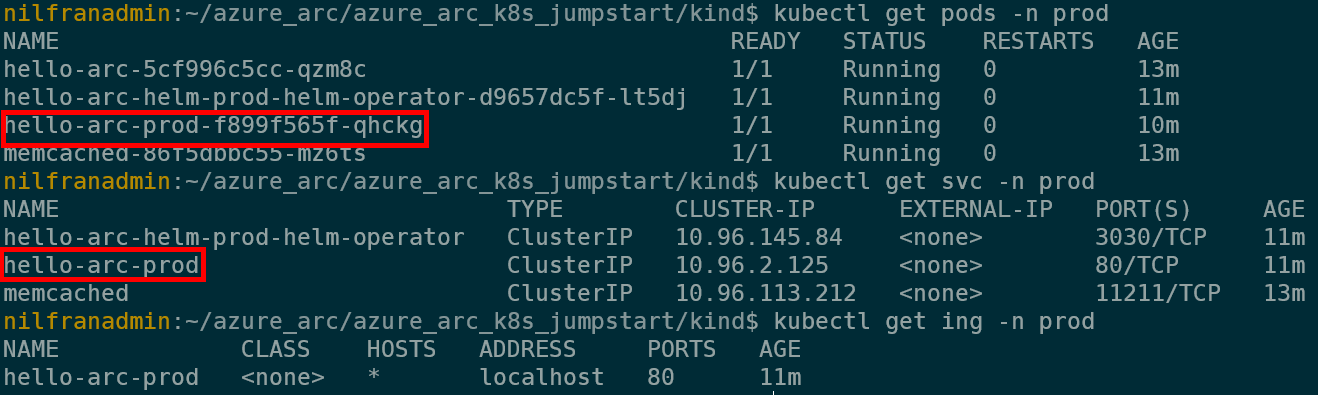 nilfranadmin:~/azure_arc/azure_arc_k8s_jumpstart/kind$ kubectl get pods -n prod
NAME READY STATUS RESTARTS AGE
hello-arc-5cf996c5cc-qzm8c 1/1 Running 0 13m
hello-arc-helm-prod-helm-operator-d9657dc5f-lt5dj 1/1 Running 0 11m
hello-arc-prod-f899f565f-qhckg 1/1 Running 0 10m
memcached-86f5dbbc55-mz6ts 1/1 Running 0 13m
nilfranadmin:~/azure_arc/azure_arc_k8s_jumpstart/kind$ kubectl get svc -n prod
NAME TYPE CLUSTER-IP EXTERNAL-IP PORT(S) AGE
hello-arc-helm-prod-helm-operator ClusterIP 10.96.145.84 <none> 3030/TCP 11m
hello-arc-prod ClusterIP 10.96.2.125 <none> 80/TCP 11m
memcached ClusterIP 10.96.113.212 <none> 11211/TCP 13m
nilfranadmin:~/azure_arc/azure_arc_k8s_jumpstart/kind$ kubectl get ing -n prod
NAME CLASS HOSTS ADDRESS PORTS AGE
hello-arc-prod <none> * localhost 80 11m